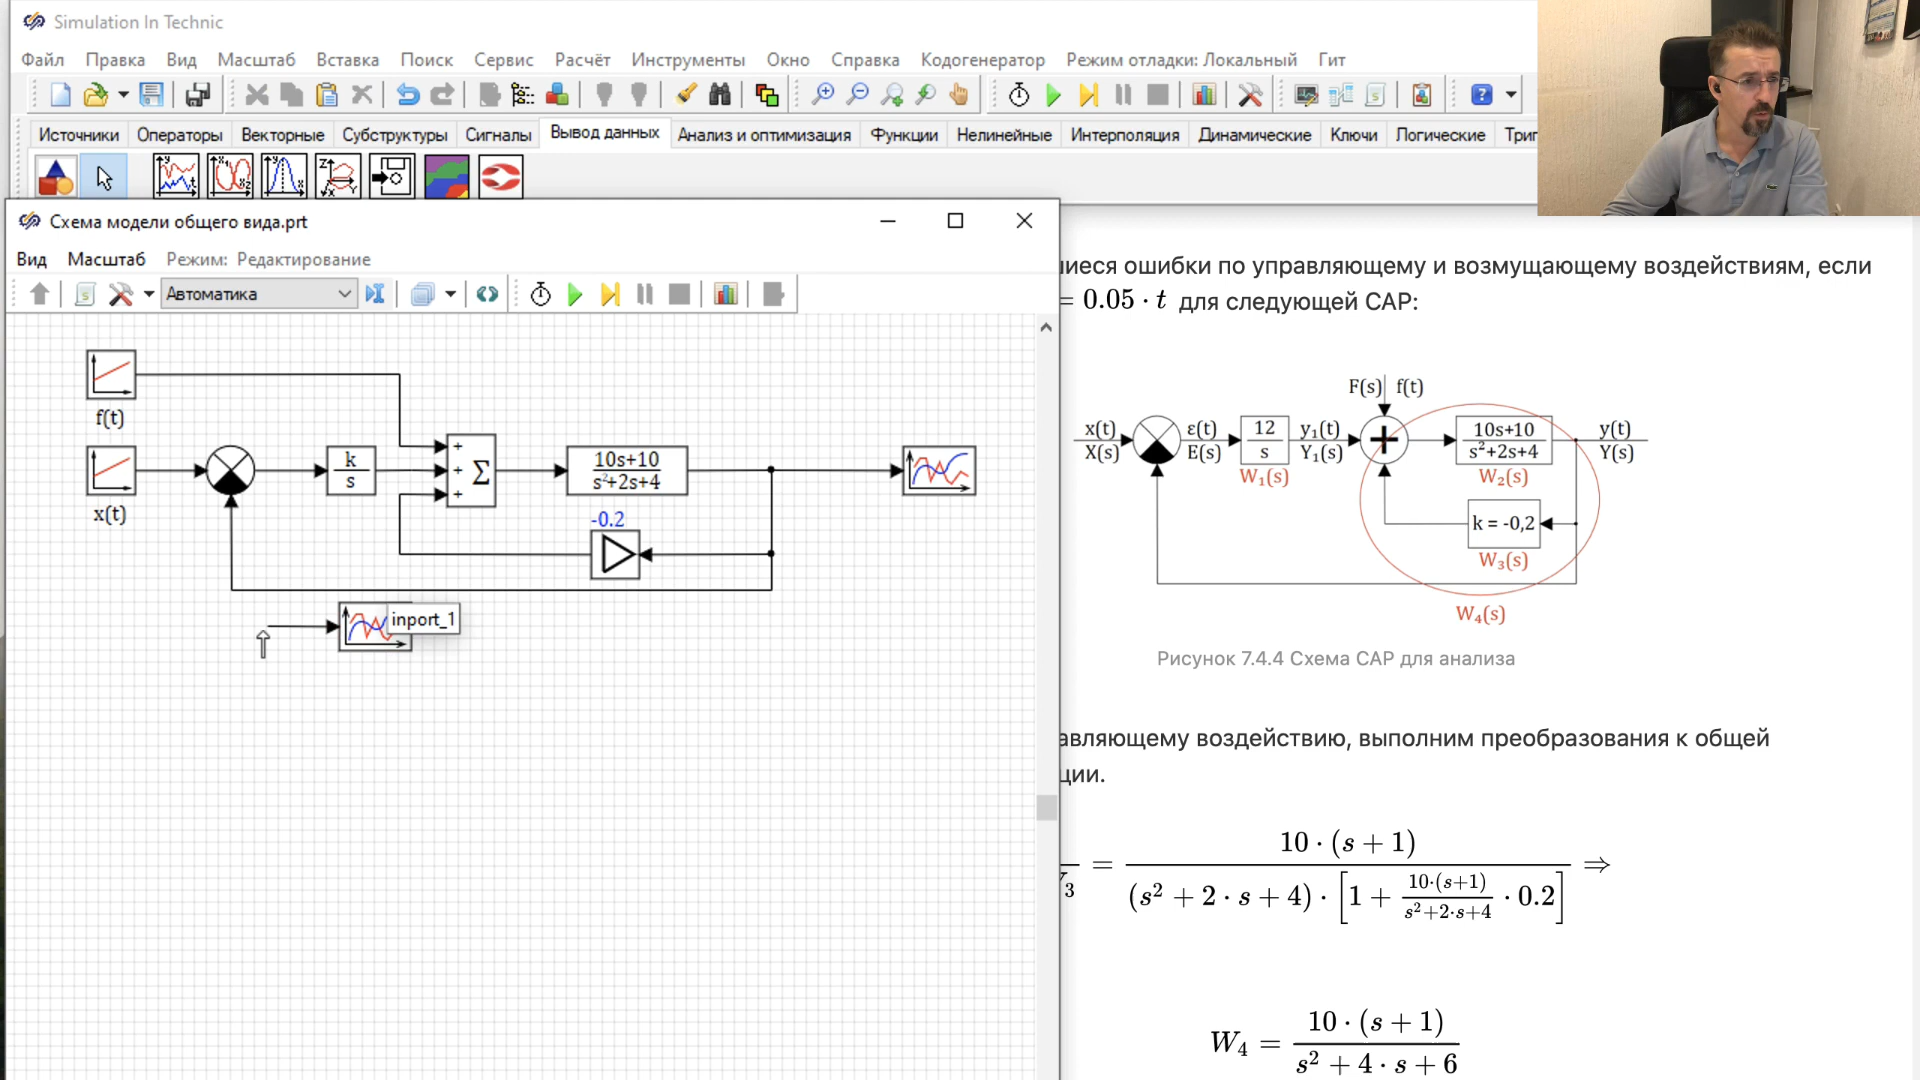 Simulation In Technic
Файл Правка Вид Масштаб Вставка Поиск Сервис Расчёт Инструменты Окно Справка Кодогенератор Режим отладки: Локальный Гит
Источники Операторы Векторные Субструктуры Сигналы Вывод данных Анализ и оптимизация Функции Нелинейные Интерполяция Динамические Ключи Логические
Схема модели общего вида.prt
Вид Масштаб Режим: Редактирование
Автоматика
f(t)
x(t)
k
s
+
+
+
Σ
10s+10
s²+2s+4
-0.2
inport_1
иеся ошибки по управляющему и возмущающему воздействиям, если
= 0.05 · t для следующей САР:
F(s) f(t)
x(t)
X(s)
ε(t)
E(s)
12
s
W₁(s)
y₁(t)
Y₁(s)
+
10s+10
s²+2s+4
W₂(s)
y(t)
Y(s)
k = -0,2
W₃(s)
W₄(s)
Рисунок 7.4.4 Схема САР для анализа
авляющему воздействию, выполним преобразования к общей
ции.
3 = 10 · (s + 1) / (s² + 2 · s + 4) · [1 + 10·(s+1) / s²+2·s+4 · 0.2] ⇒
W₄ = 10 · (s + 1) / s² + 4 · s + 6